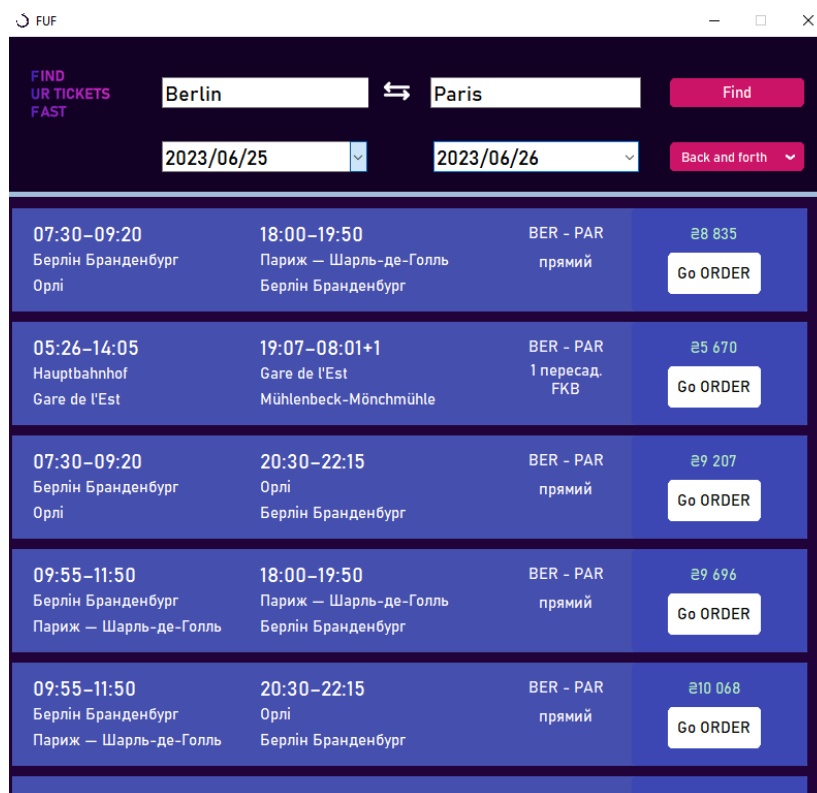 FUF
FIND
UR TICKETS
FAST
Berlin
Paris
Find
2023/06/25
2023/06/26
Back and forth
07:30–09:20
Берлін Бранденбург
Орлі
18:00–19:50
Париж — Шарль-де-Голль
Берлін Бранденбург
BER - PAR
прямий
₴8 835
Go ORDER
05:26–14:05
Hauptbahnhof
Gare de l'Est
19:07–08:01+1
Gare de l'Est
Mühlenbeck-Mönchmühle
BER - PAR
1 пересад.
FKB
₴5 670
Go ORDER
07:30–09:20
Берлін Бранденбург
Орлі
20:30–22:15
Орлі
Берлін Бранденбург
BER - PAR
прямий
₴9 207
Go ORDER
09:55–11:50
Берлін Бранденбург
Париж — Шарль-де-Голль
18:00–19:50
Париж — Шарль-де-Голль
Берлін Бранденбург
BER - PAR
прямий
₴9 696
Go ORDER
09:55–11:50
Берлін Бранденбург
Париж — Шарль-де-Голль
20:30–22:15
Орлі
Берлін Бранденбург
BER - PAR
прямий
₴10 068
Go ORDER